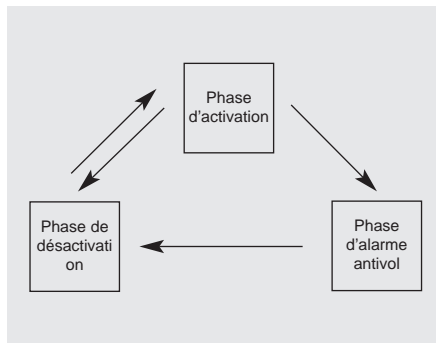 Phase
d'activation
Phase de
désactivati
on
Phase
d'alarme
antivol